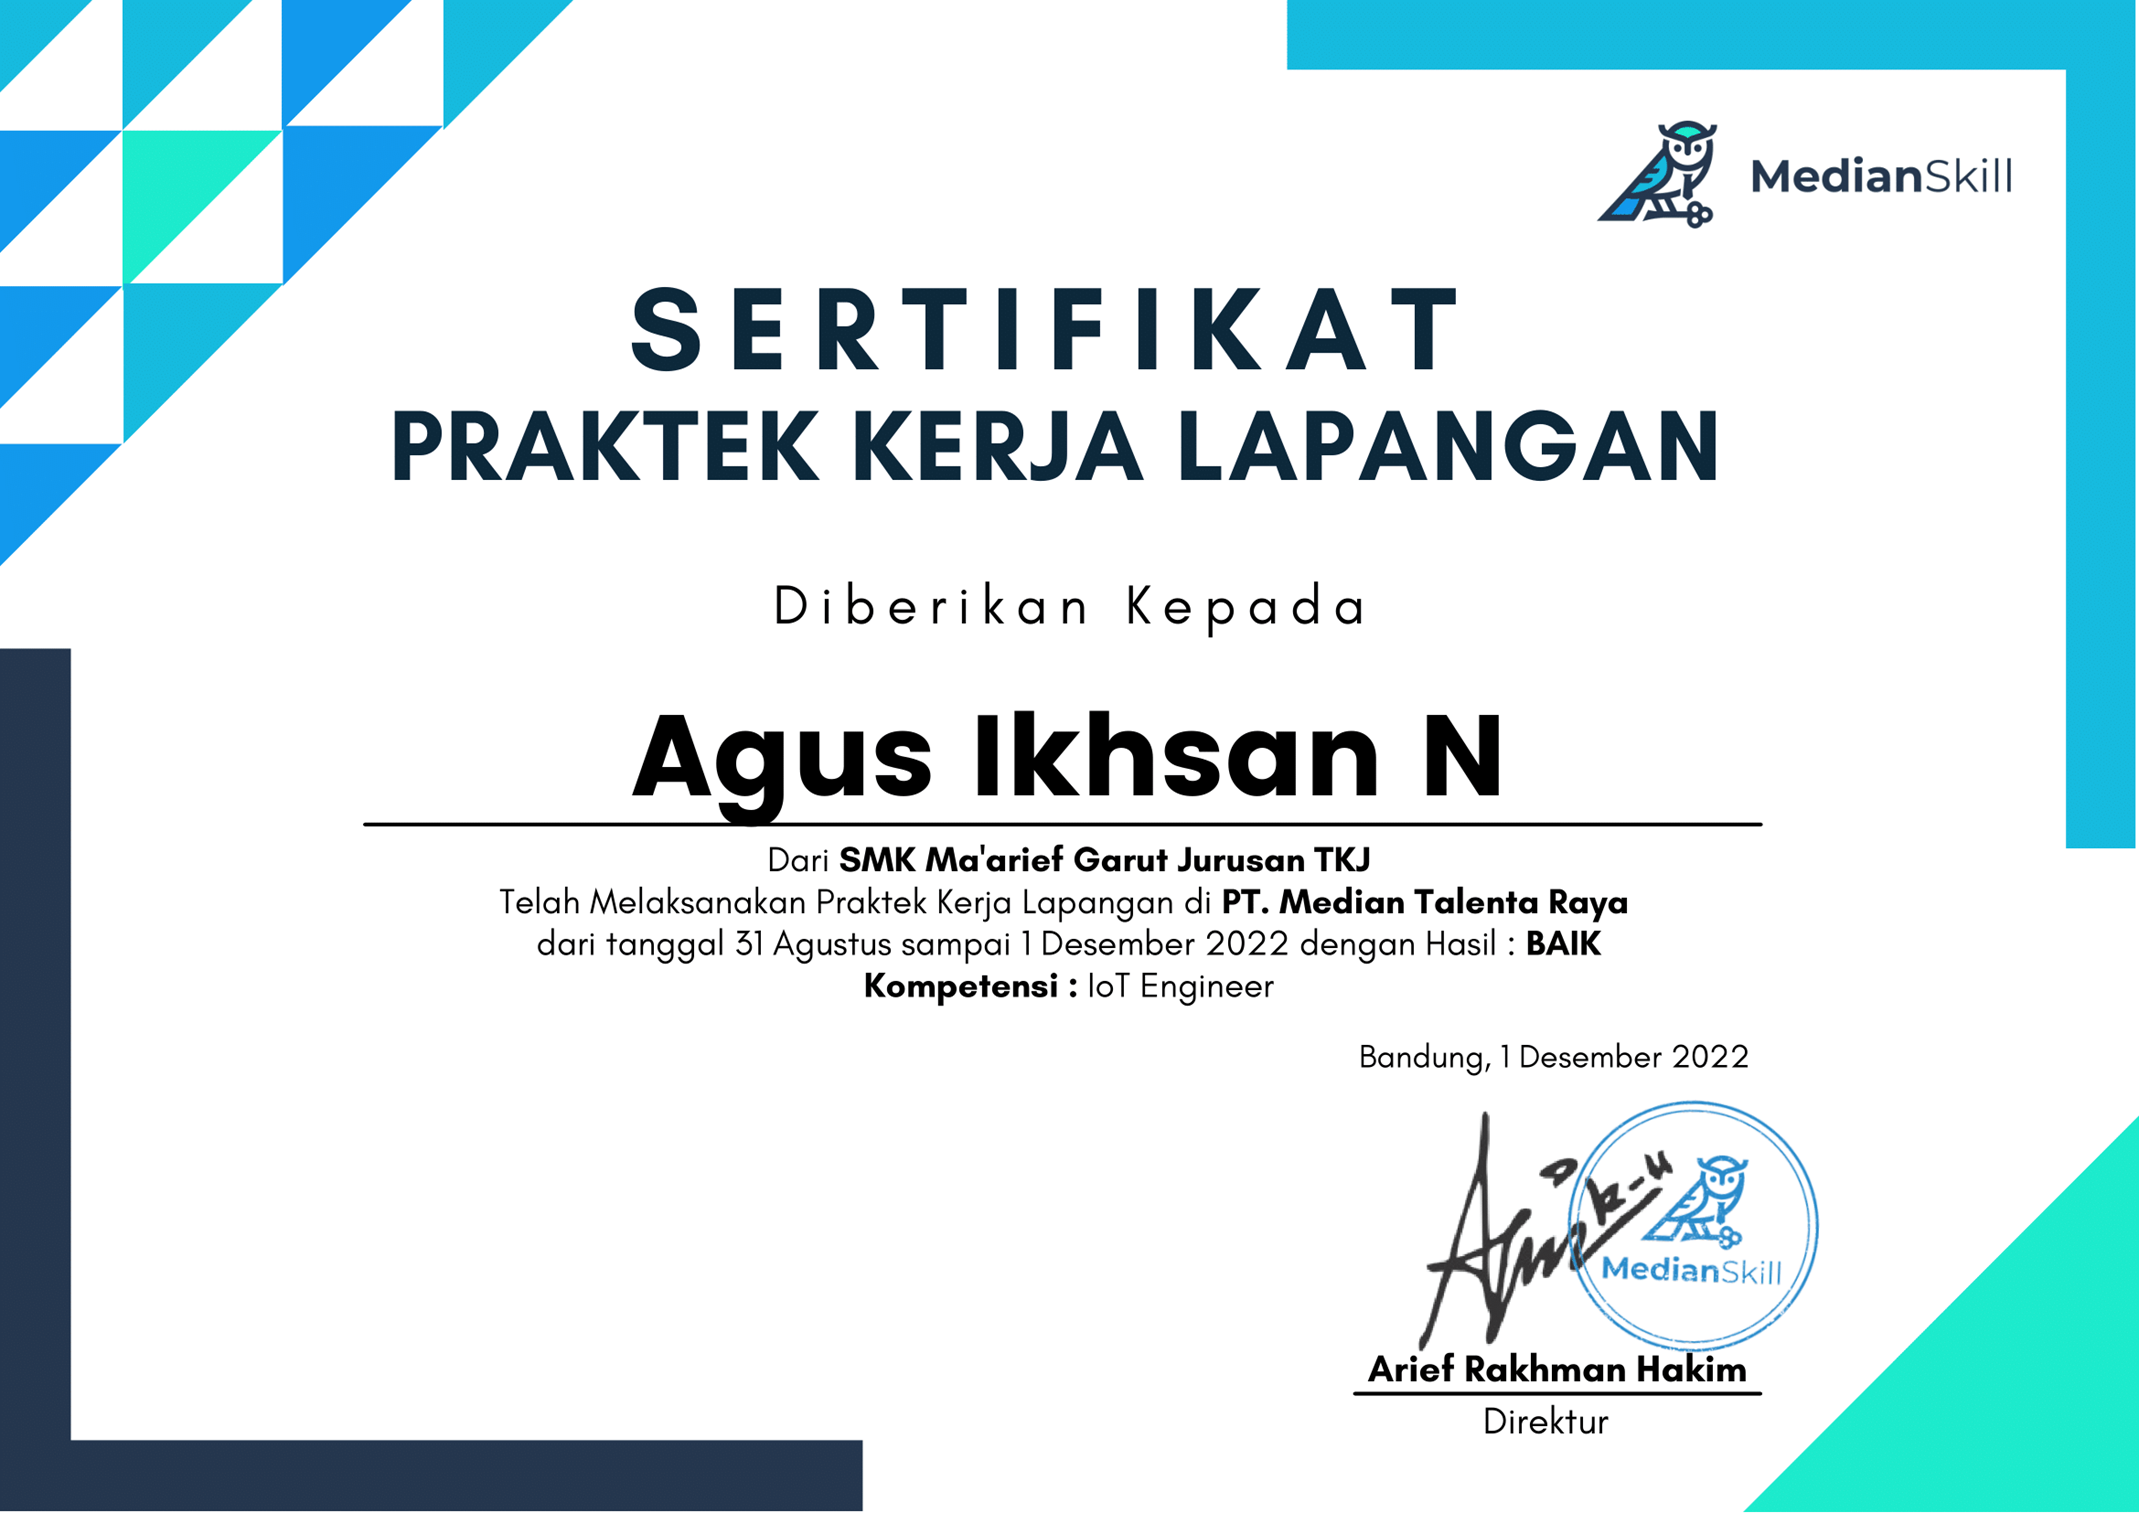 MedianSkill
SERTIFIKAT
PRAKTEK KERJA LAPANGAN
Diberikan Kepada
Agus Ikhsan N
Dari SMK Ma'arief Garut Jurusan TKJ
Telah Melaksanakan Praktek Kerja Lapangan di PT. Median Talenta Raya
dari tanggal 31 Agustus sampai 1 Desember 2022 dengan Hasil : BAIK
Kompetensi : IoT Engineer
Bandung, 1 Desember 2022
MedianSkill
Arief Rakhman Hakim
Direktur